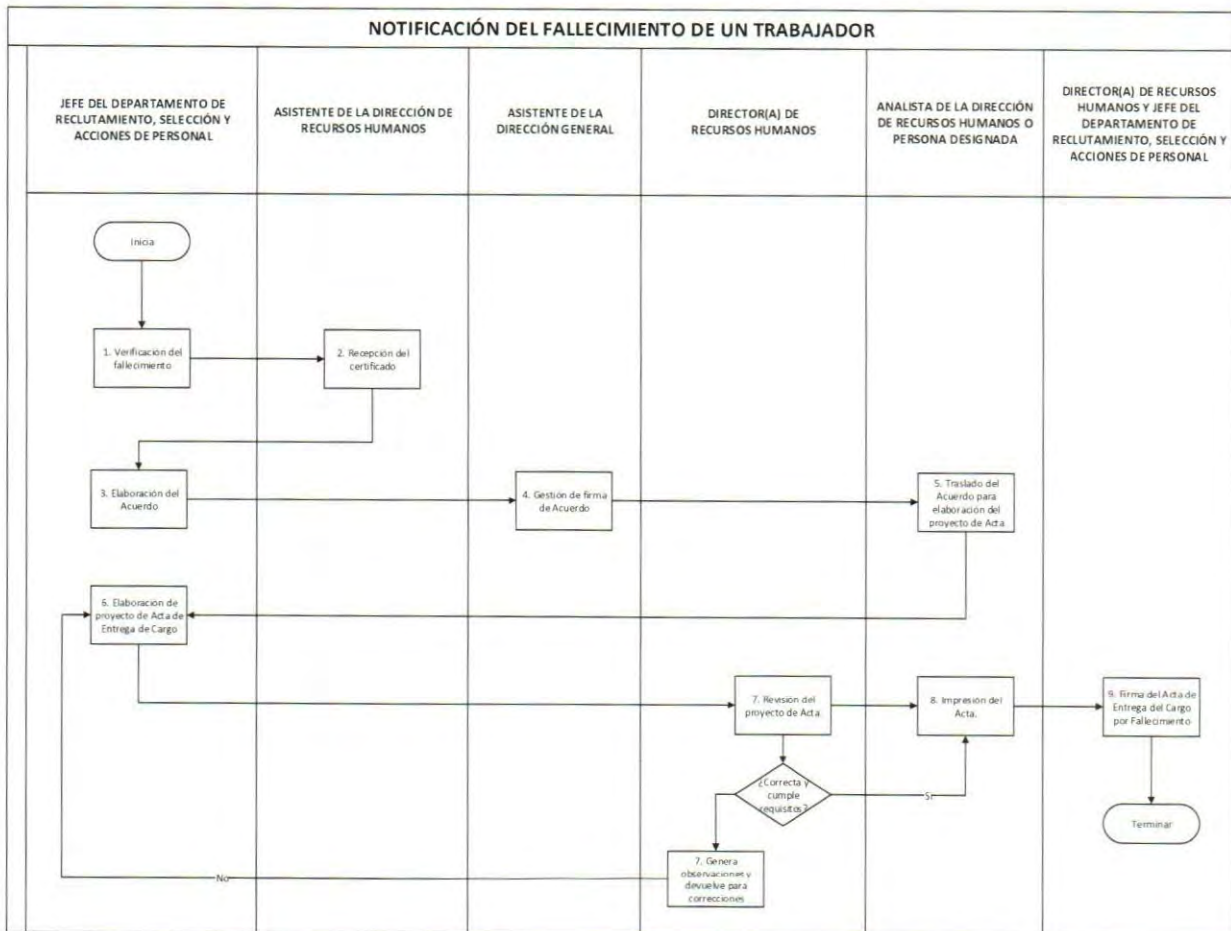 NOTIFICACIÓN DEL FALLECIMIENTO DE UN TRABAJADOR
JEFE DEL DEPARTAMENTO DE
RECLUTAMIENTO, SELECCIÓN Y
ACCIONES DE PERSONAL
ASISTENTE DE LA DIRECCIÓN DE
RECURSOS HUMANOS
ASISTENTE DE LA
DIRECCIÓN GENERAL
DIRECTOR(A) DE
RECURSOS HUMANOS
ANALISTA DE LA DIRECCIÓN
DE RECURSOS HUMANOS O
PERSONA DESIGNADA
DIRECTOR(A) DE RECURSOS
HUMANOS Y JEFE DEL
DEPARTAMENTO DE
RECLUTAMIENTO, SELECCIÓN Y
ACCIONES DE PERSONAL
Inicia
1. Verificación del
fallecimiento
2. Recepción del
certificado
3. Elaboración del
Acuerdo
4. Gestión de firma
de Acuerdo
5. Traslado del
Acuerdo para
elaboración del
proyecto de Acta
6. Elaboración de
proyecto de Acta de
Entrega de Cargo
7. Revisión del
proyecto de Acta
8. Impresión del
Acta.
9. Firma del Acta de
Entrega del Cargo
por Fallecimiento
¿Correcta y
cumple
requisitos?
Si
Terminar
7. Genera
observaciones y
devuelve para
correcciones
No